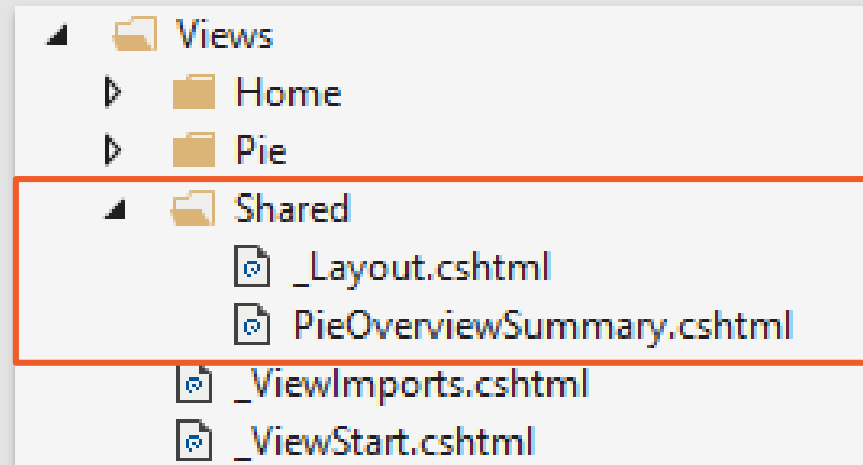 Views
Home
Pie
Shared
_Layout.cshtml
PieOverviewSummary.cshtml
_ViewImports.cshtml
_ViewStart.cshtml